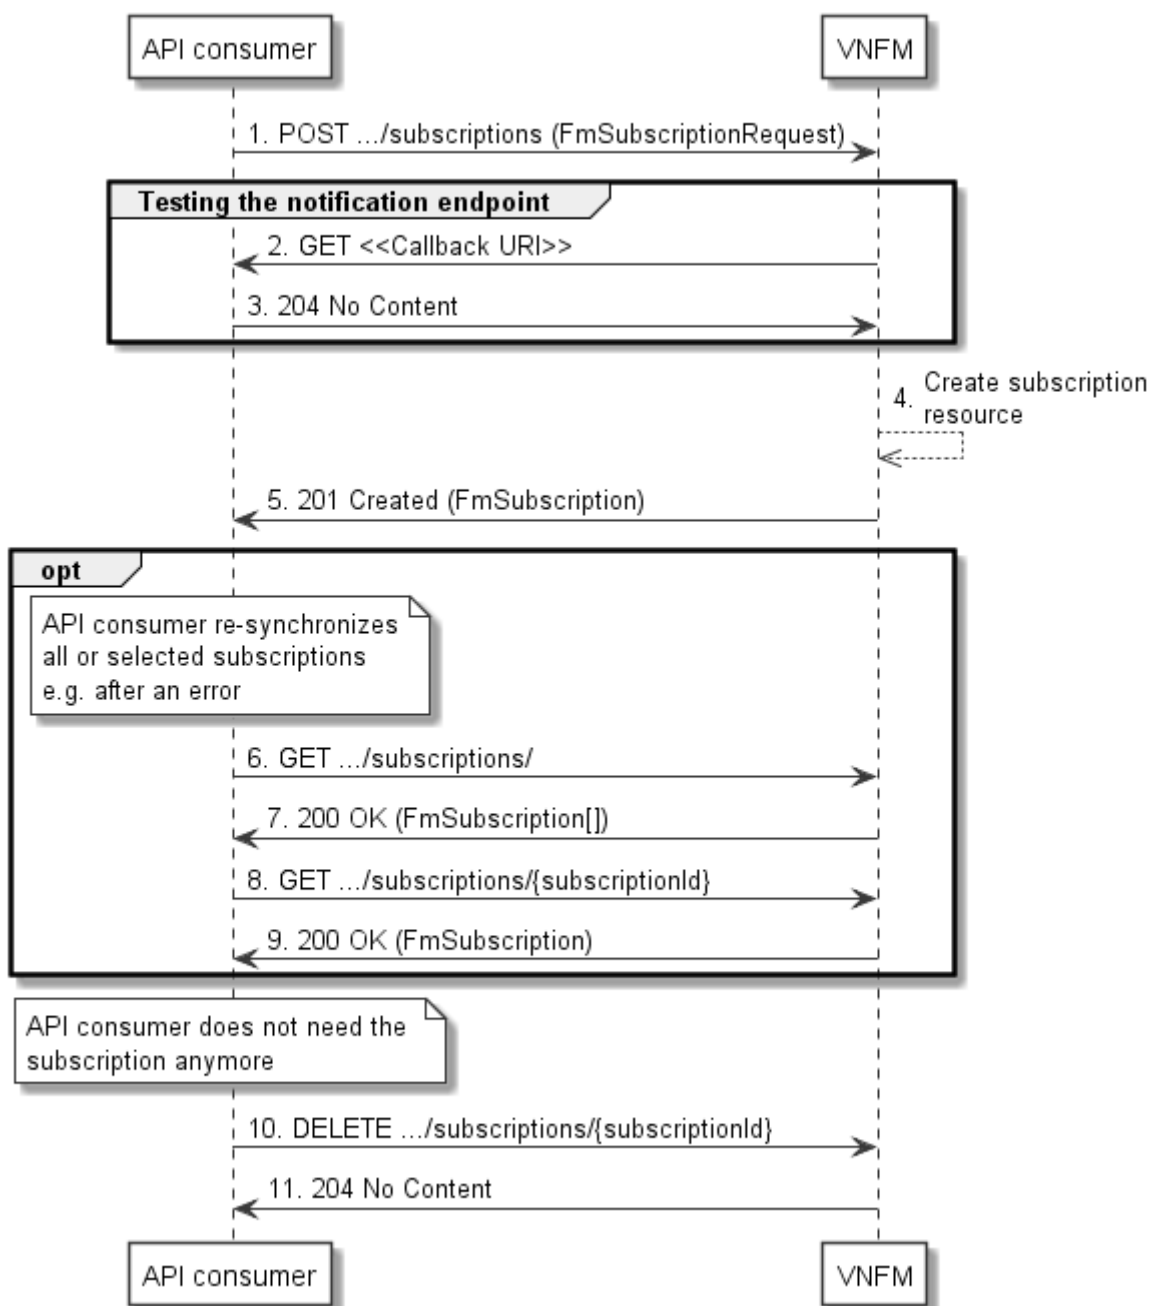 API consumer
VNFM
1. POST .../subscriptions (FmSubscriptionRequest)
Testing the notification endpoint
2. GET <<Callback URI>>
3. 204 No Content
4. Create subscription
resource
5. 201 Created (FmSubscription)
opt
API consumer re-synchronizes
all or selected subscriptions
e.g. after an error
6. GET .../subscriptions/
7. 200 OK (FmSubscription[])
8. GET .../subscriptions/{subscriptionId}
9. 200 OK (FmSubscription)
API consumer does not need the
subscription anymore
10. DELETE .../subscriptions/{subscriptionId}
11. 204 No Content
API consumer
VNFM